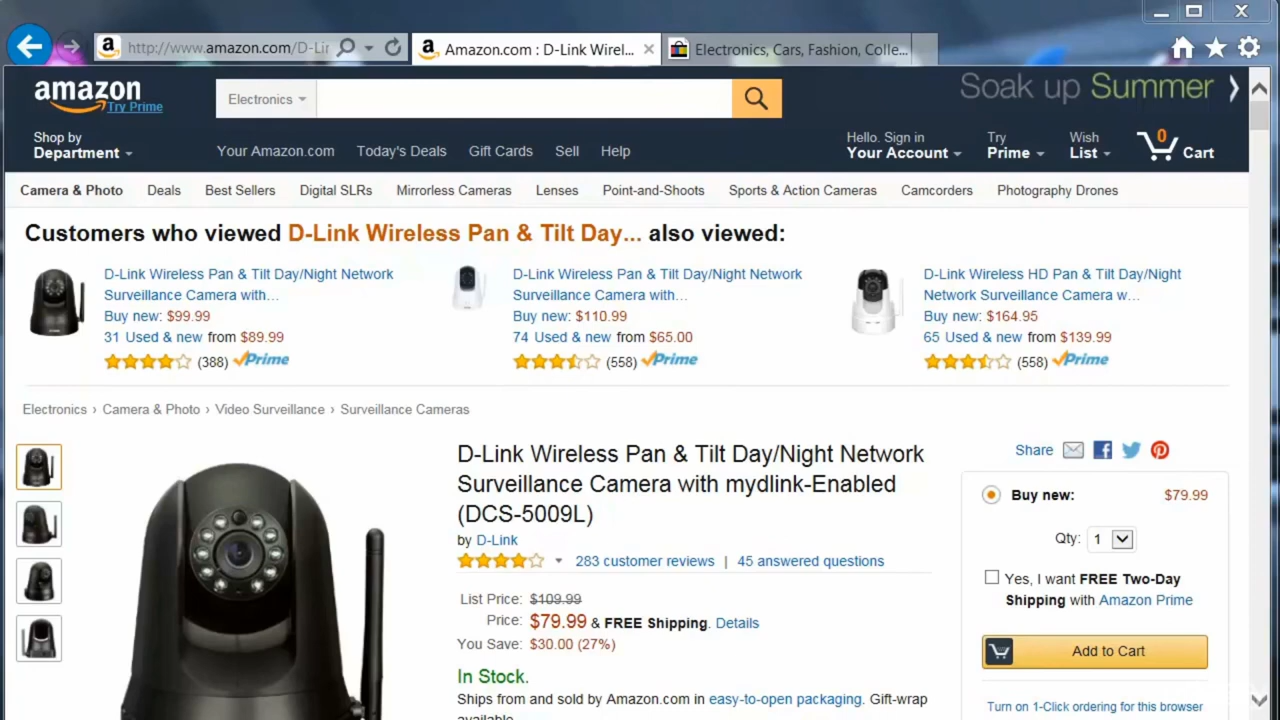 http://www.amazon.com/D-Lir
Amazon.com : D-Link Wirel...
Electronics, Cars, Fashion, Colle...
amazon
Try Prime
Electronics
Soak up Summer
Shop by
Department
Your Amazon.com
Today's Deals
Gift Cards
Sell
Help
Hello. Sign in
Your Account
Try
Prime
Wish
List
0
Cart
Camera & Photo
Deals
Best Sellers
Digital SLRs
Mirrorless Cameras
Lenses
Point-and-Shoots
Sports & Action Cameras
Camcorders
Photography Drones
Customers who viewed D-Link Wireless Pan & Tilt Day... also viewed:
D-Link Wireless Pan & Tilt Day/Night Network
Surveillance Camera with...
Buy new: $99.99
31 Used & new from $89.99
(388) Prime
D-Link Wireless Pan & Tilt Day/Night Network
Surveillance Camera with...
Buy new: $110.99
74 Used & new from $65.00
(558) Prime
D-Link Wireless HD Pan & Tilt Day/Night
Network Surveillance Camera w...
Buy new: $164.95
65 Used & new from $139.99
(558) Prime
Electronics › Camera & Photo › Video Surveillance › Surveillance Cameras
D-Link Wireless Pan & Tilt Day/Night Network
Surveillance Camera with mydlink-Enabled
(DCS-5009L)
by D-Link
283 customer reviews | 45 answered questions
List Price: $109.99
Price: $79.99 & FREE Shipping. Details
You Save: $30.00 (27%)
In Stock.
Ships from and sold by Amazon.com in easy-to-open packaging. Gift-wrap
available.
Share
Buy new: $79.99
Qty: 1
Yes, I want FREE Two-Day
Shipping with Amazon Prime
Add to Cart
Turn on 1-Click ordering for this browser